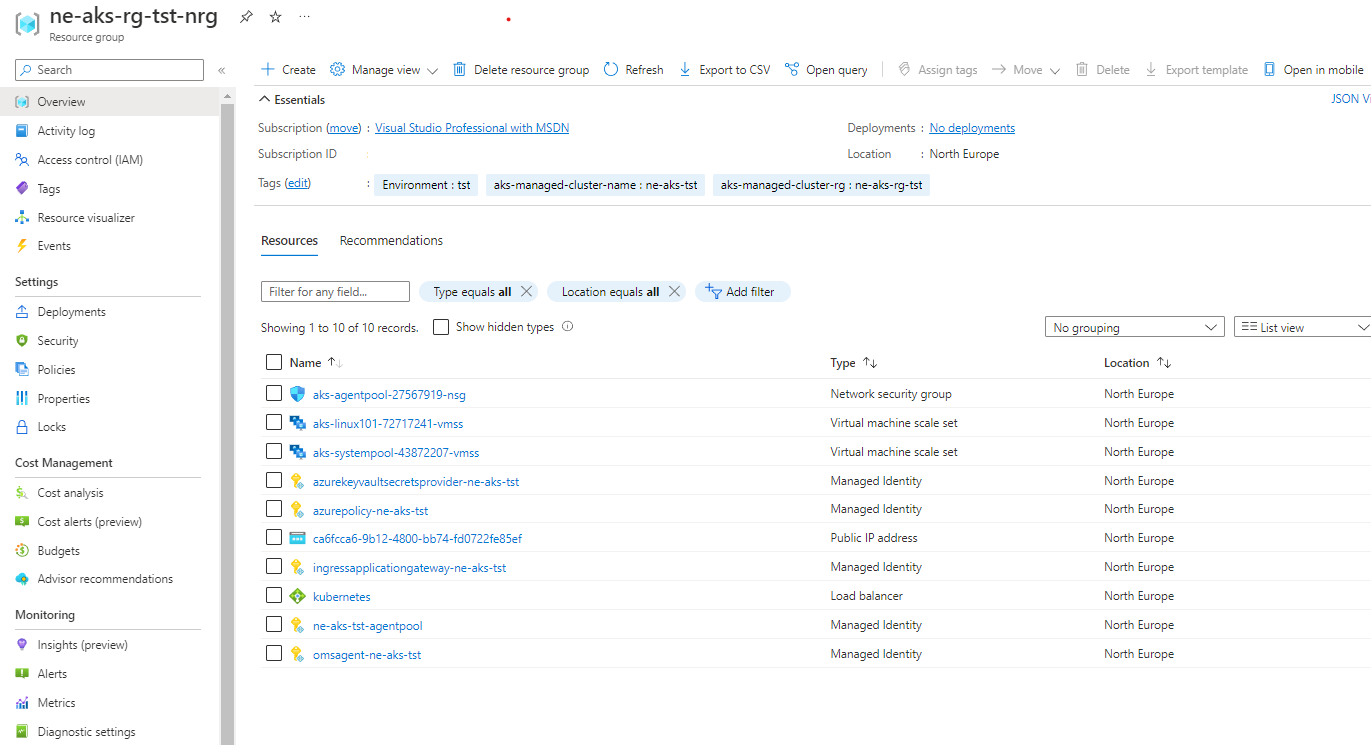 ne-aks-rg-tst-nrg
Resource group
Search
Overview
Activity log
Access control (IAM)
Tags
Resource visualizer
Events
Settings
Deployments
Security
Policies
Properties
Locks
Cost Management
Cost analysis
Cost alerts (preview)
Budgets
Advisor recommendations
Monitoring
Insights (preview)
Alerts
Metrics
Diagnostic settings
Create Manage view Delete resource group Refresh Export to CSV Open query Assign tags Move Delete Export template Open in mobile
Essentials JSON Vi
Subscription (move) : Visual Studio Professional with MSDN Deployments : No deployments
Subscription ID : Location : North Europe
Tags (edit) : Environment : tst aks-managed-cluster-name : ne-aks-tst aks-managed-cluster-rg : ne-aks-rg-tst
Resources Recommendations
Filter for any field... Type equals all Location equals all Add filter
Showing 1 to 10 of 10 records. Show hidden types No grouping List view
Name Type Location
aks-agentpool-27567919-nsg Network security group North Europe
aks-linux101-72717241-vmss Virtual machine scale set North Europe
aks-systempool-43872207-vmss Virtual machine scale set North Europe
azurekeyvaultsecretsprovider-ne-aks-tst Managed Identity North Europe
azurepolicy-ne-aks-tst Managed Identity North Europe
ca6fcca6-9b12-4800-bb74-fd0722fe85ef Public IP address North Europe
ingressapplicationgateway-ne-aks-tst Managed Identity North Europe
kubernetes Load balancer North Europe
ne-aks-tst-agentpool Managed Identity North Europe
omsagent-ne-aks-tst Managed Identity North Europe